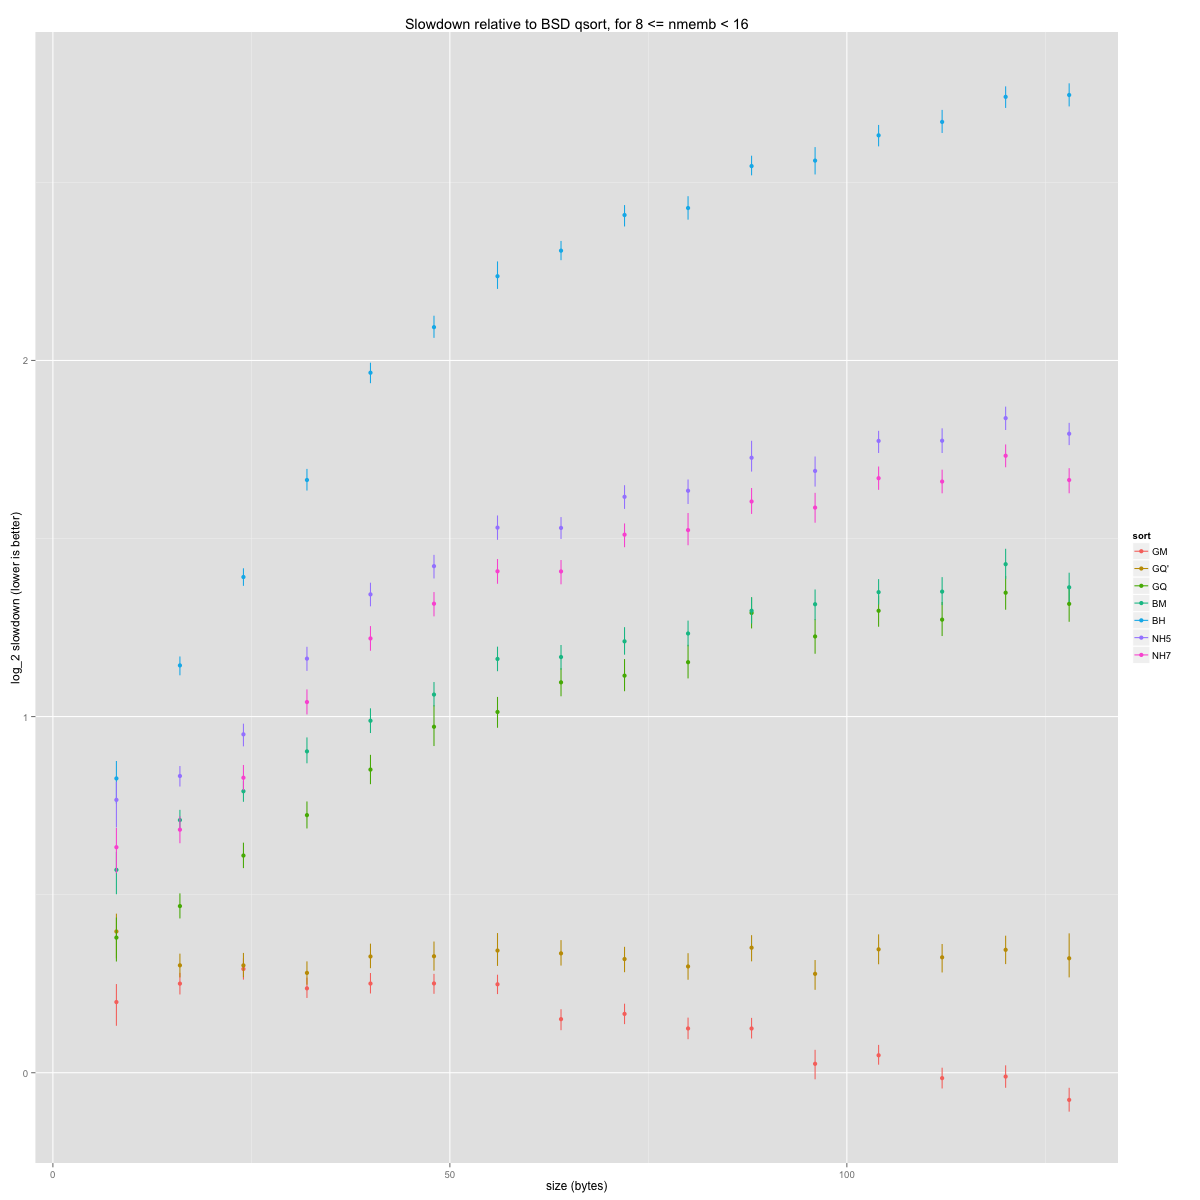 Slowdown relative to BSD qsort, for 8 <= nmemb < 16
log_2 slowdown (lower is better)
2
1
0
0
50
100
size (bytes)
sort
GM
GQ'
GQ
BM
BH
NH5
NH7